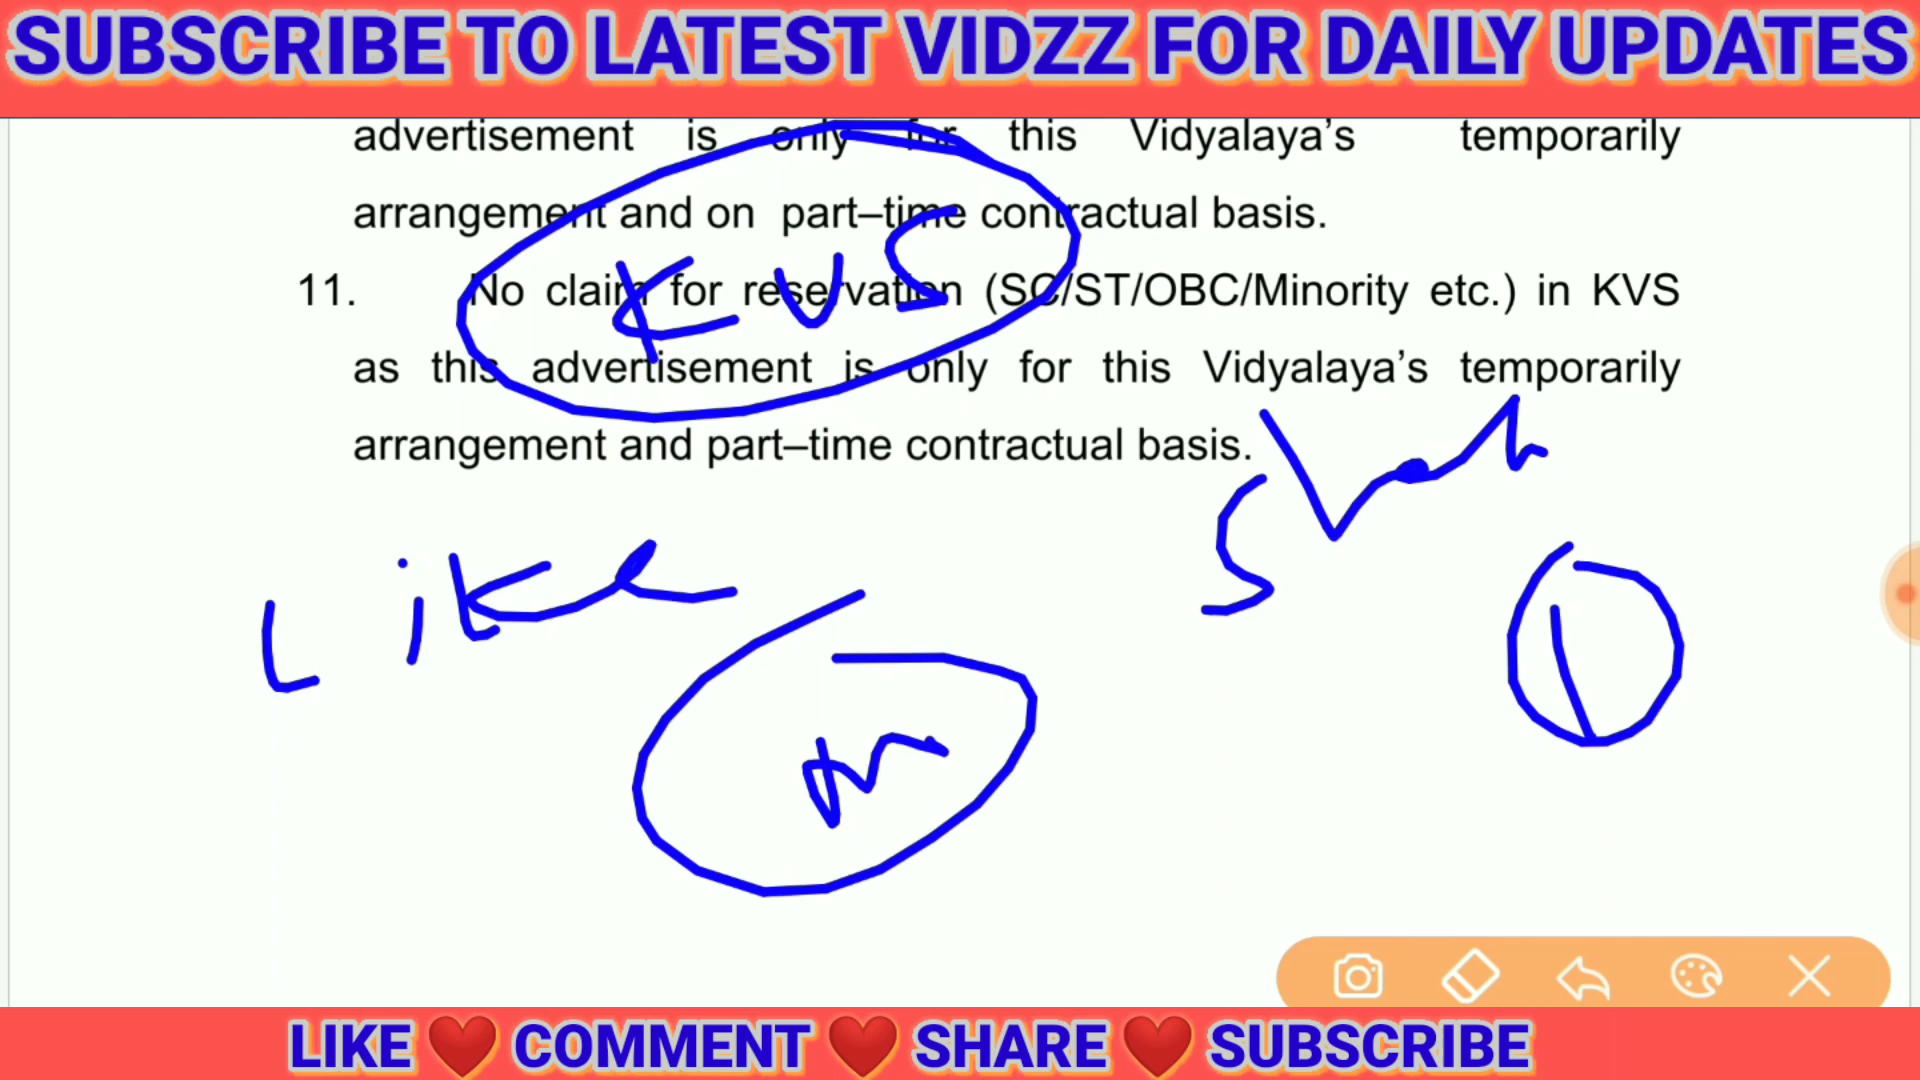 SUBSCRIBE TO LATEST VIDZZ FOR DAILY UPDATES
advertisement is only for this Vidyalaya’s temporarily
arrangement and on part–time contractual basis.
KVS
11. No claim for reservation (SC/ST/OBC/Minority etc.) in KVS
as this advertisement is only for this Vidyalaya’s temporarily
arrangement and part–time contractual basis.
Like
LIKE ❤️ COMMENT ❤️ SHARE ❤️ SUBSCRIBE